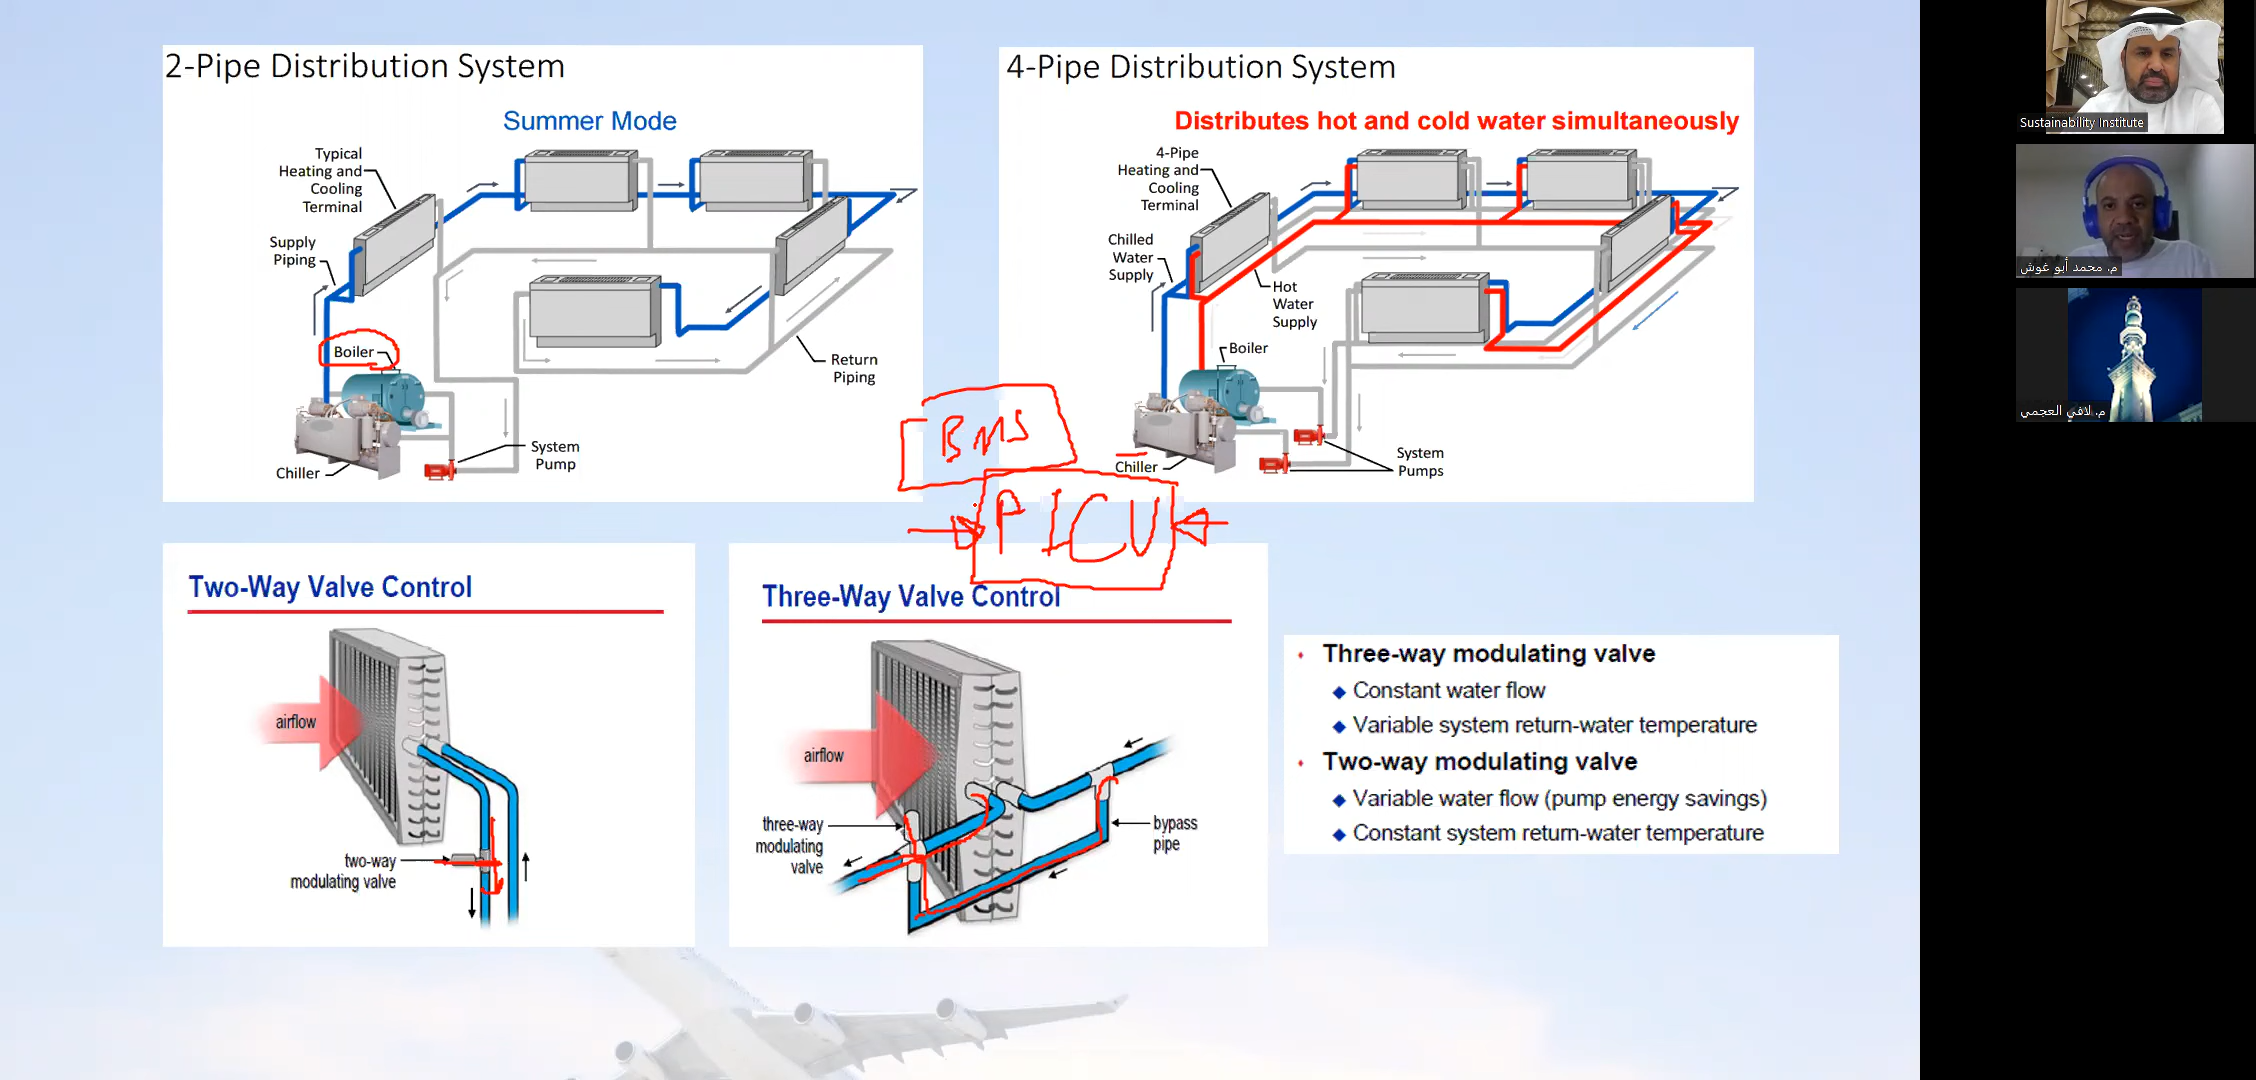 2-Pipe Distribution System
Summer Mode
Typical
Heating and
Cooling
Terminal
Supply
Piping
Boiler
Chiller
System
Pump
Return
Piping
4-Pipe Distribution System
Distributes hot and cold water simultaneously
4-Pipe
Heating and
Cooling
Terminal
Chilled
Water
Supply
Hot
Water
Supply
Boiler
Chiller
System
Pumps
BMS
PICV
Two-Way Valve Control
airflow
two-way
modulating valve
Three-Way Valve Control
airflow
three-way
modulating
valve
bypass
pipe
Three-way modulating valve
Constant water flow
Variable system return-water temperature
Two-way modulating valve
Variable water flow (pump energy savings)
Constant system return-water temperature
Sustainability Institute
م. محمد أبو غوش
م. لافي العجمي